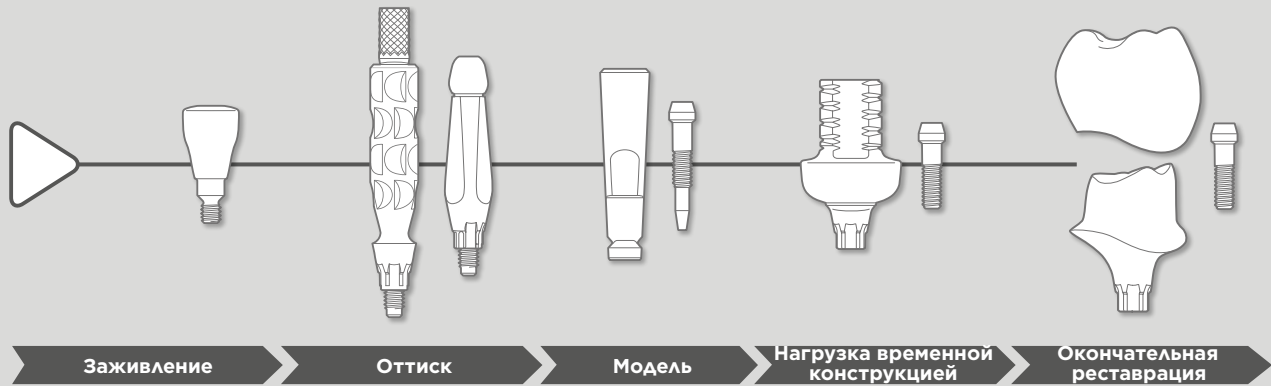 Заживление
Оттиск
Модель
Нагрузка временной
конструкцией
Окончательная
реставрация